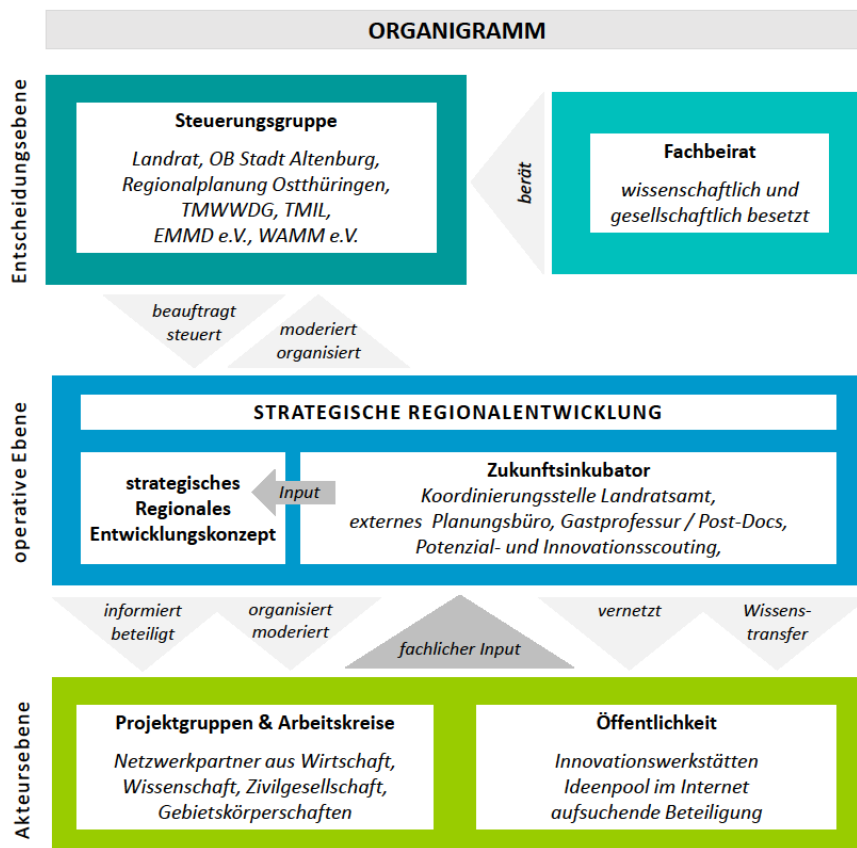 ORGANIGRAMM
Entscheidungsebene
Steuerungsgruppe
Landrat, OB Stadt Altenburg,
Regionalplanung Ostthüringen,
TMWWDG, TMIL,
EMMD e.V., WAMM e.V.
berät
Fachbeirat
wissenschaftlich und
gesellschaftlich besetzt
beauftragt
steuert
moderiert
organisiert
operative Ebene
STRATEGISCHE REGIONALENTWICKLUNG
strategisches
Regionales
Entwicklungskonzept
Input
Zukunftsinkubator
Koordinierungsstelle Landratsamt,
externes Planungsbüro, Gastprofessur / Post-Docs,
Potenzial- und Innovationsscouting,
informiert
beteiligt
organisiert
moderiert
fachlicher Input
vernetzt
Wissens-
transfer
Akteursebene
Projektgruppen & Arbeitskreise
Netzwerkpartner aus Wirtschaft,
Wissenschaft, Zivilgesellschaft,
Gebietskörperschaften
Öffentlichkeit
Innovationswerkstätten
Ideenpool im Internet
aufsuchende Beteiligung